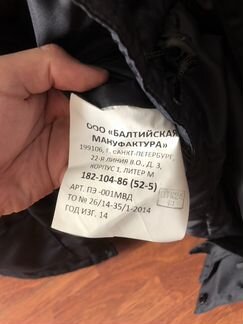 ООО «БАЛТИЙСКАЯ
МАНУФАКТУРА»
199106, Г. САНКТ-ПЕТЕРБУРГ,
22-Я ЛИНИЯ В.О., Д. 3,
КОРПУС 1, ЛИТЕР М
182-104-86 (52-5)
АРТ. ПЭ -001МВД
ТО № 26/14-35/1-2014
ГОД ИЗГ. 14